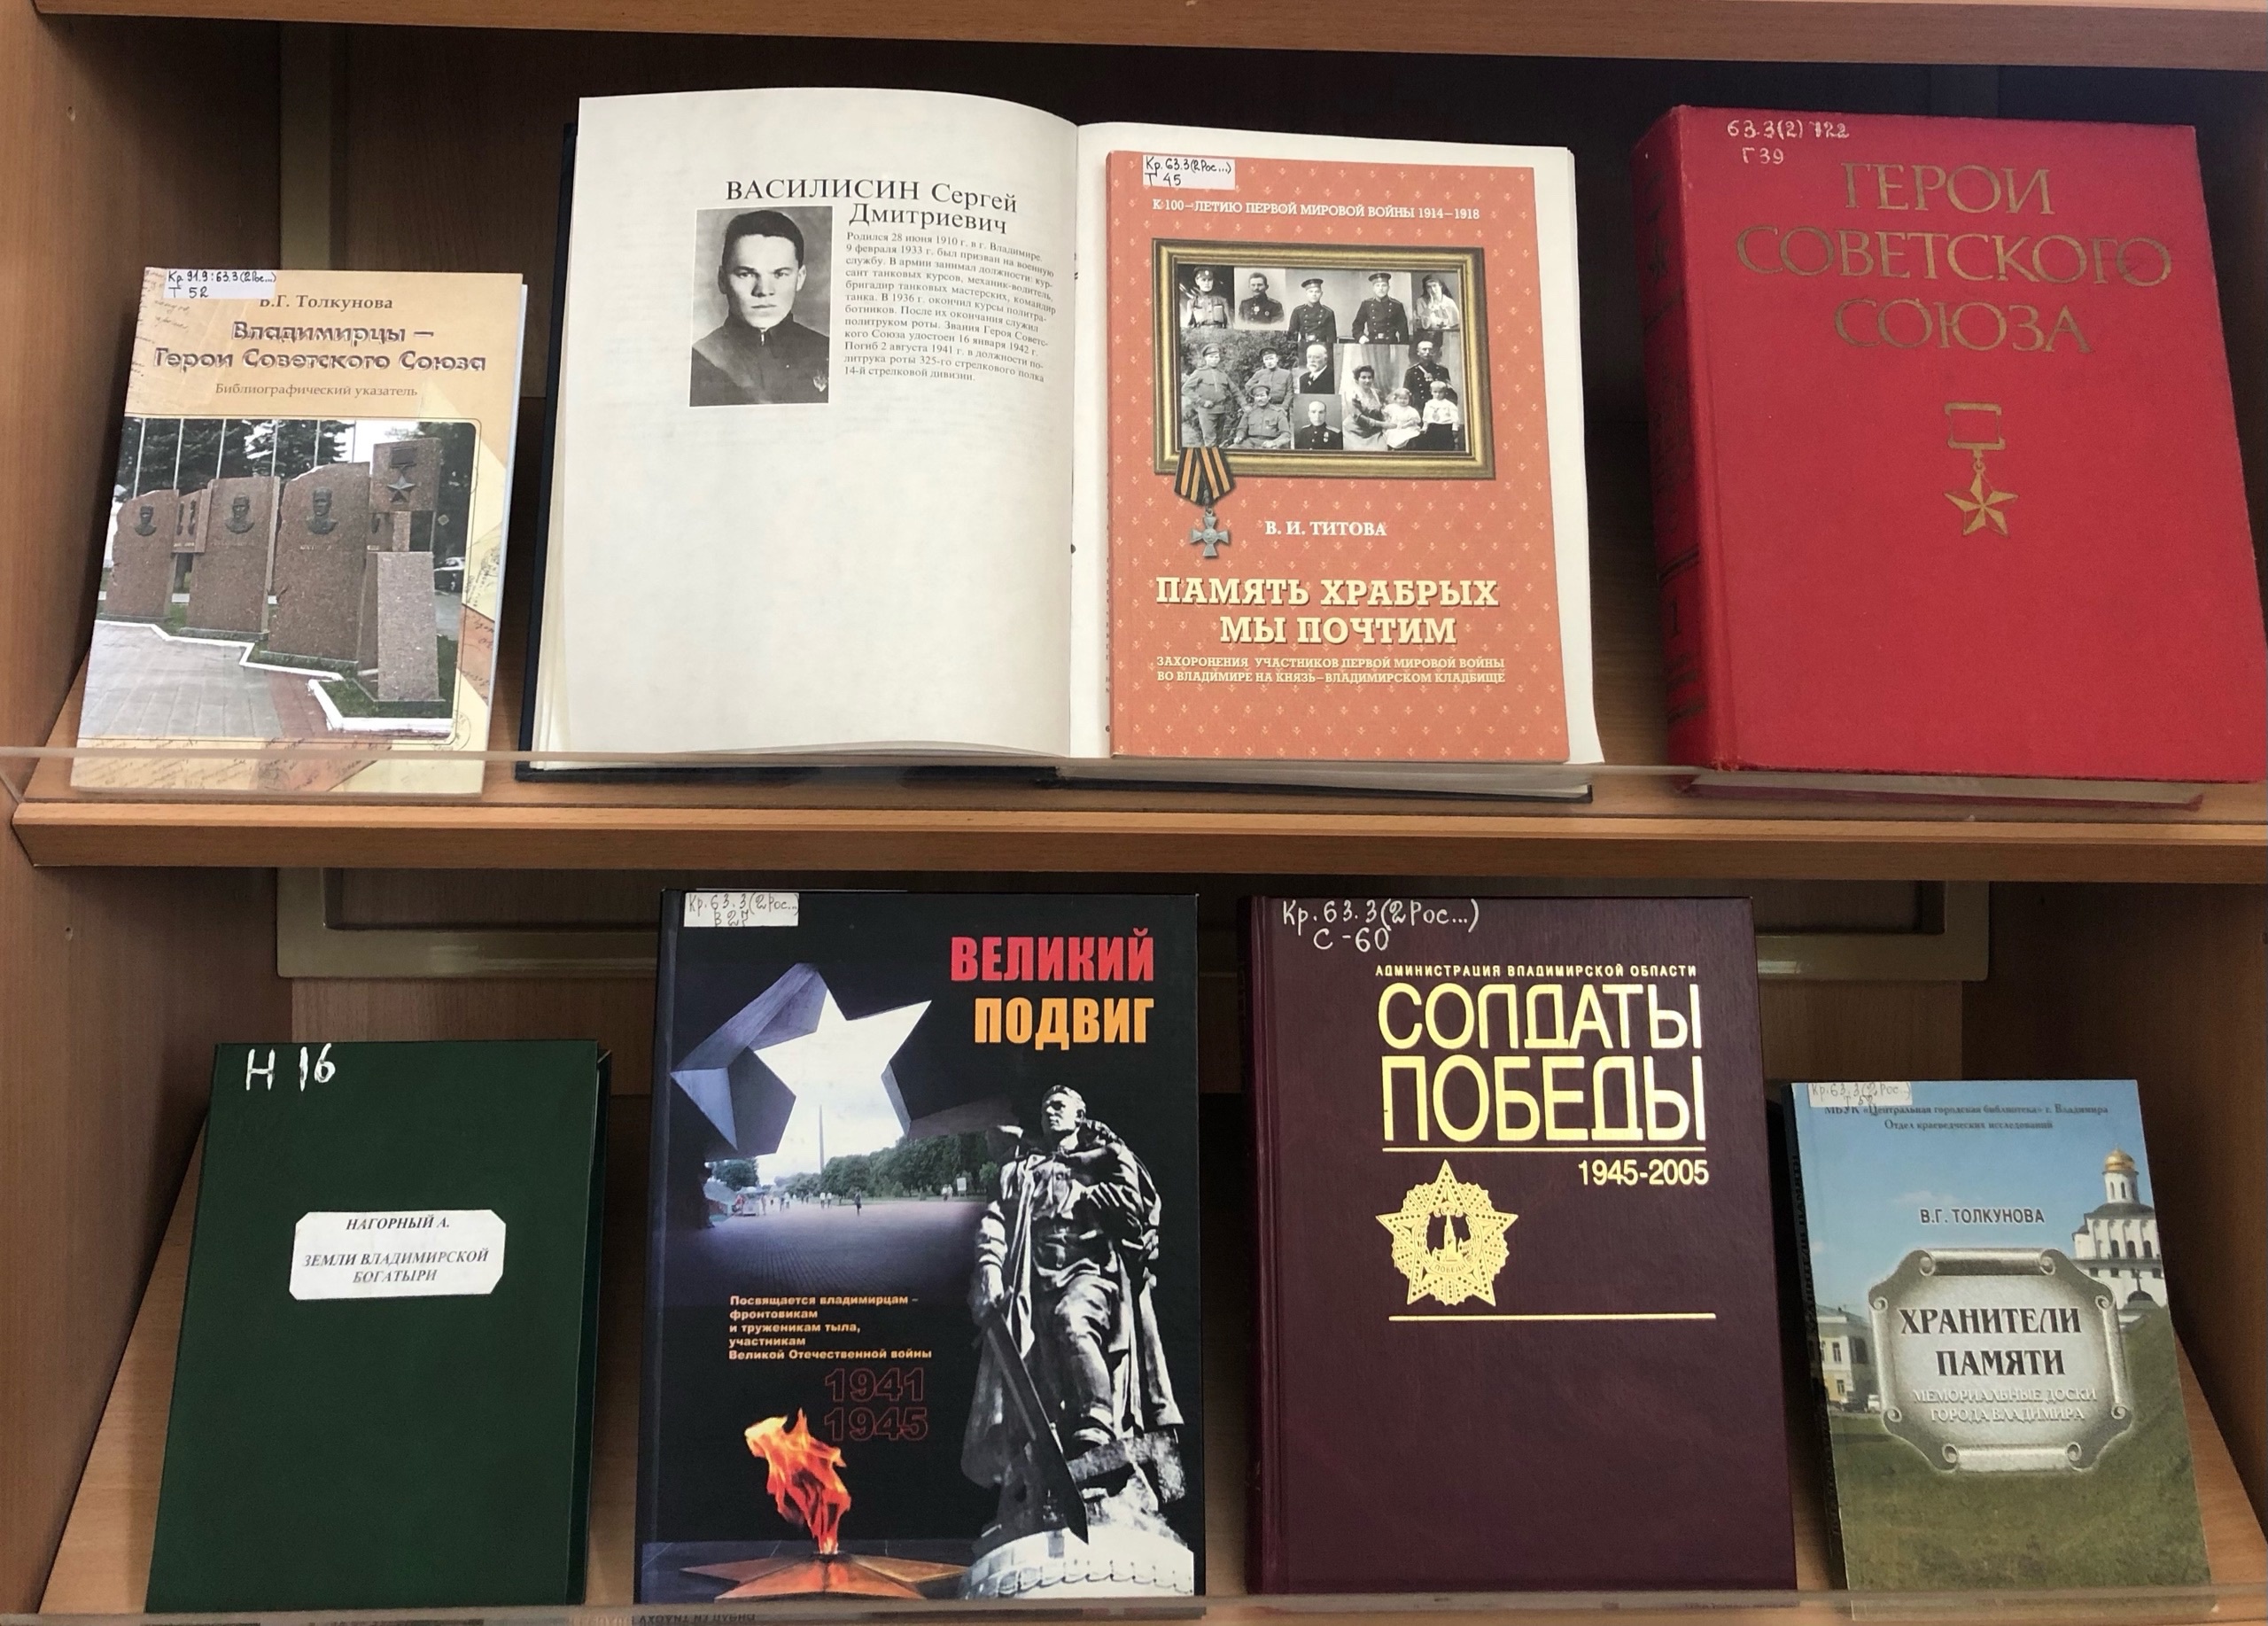 Кр. 91.9:63.3(2Рос...)
Т 52
В.Г. Толкунова
Владимирцы —
Герои Советского Союза
Библиографический указатель
ВАСИЛИСИН Сергей
Дмитриевич
Родился 28 июня 1910 г. в г. Владимире.
9 февраля 1933 г. был призван на военную
службу. В армии занимал должности: кур-
сант танковых курсов, механик-водитель,
бригадир танковых мастерских, командир
танка. В 1936 г. окончил курсы политра-
ботников. После их окончания служил
политруком роты. Звания Героя Советс-
кого Союза удостоен 16 января 1942 г.
Погиб 2 августа 1941 г. в должности по-
литрука роты 325-го стрелкового полка
14-й стрелковой дивизии.
Кр. 63.3(2Рос...)
Т 45
К 100-ЛЕТИЮ ПЕРВОЙ МИРОВОЙ ВОЙНЫ 1914-1918
В. И. ТИТОВА
ПАМЯТЬ ХРАБРЫХ
МЫ ПОЧТИМ
ЗАХОРОНЕНИЯ УЧАСТНИКОВ ПЕРВОЙ МИРОВОЙ ВОЙНЫ
ВО ВЛАДИМИРЕ НА КНЯЗЬ-ВЛАДИМИРСКОМ КЛАДБИЩЕ
63.3(2) 722
Г 39
ГЕРОИ
СОВЕТСКОГО
СОЮЗА
1
Н 16
НАГОРНЫЙ А.
ЗЕМЛИ ВЛАДИМИРСКОЙ
БОГАТЫРИ
Кр. 63.3(2Рос...
В 27
ВЕЛИКИЙ
ПОДВИГ
Посвящается владимирцам –
фронтовикам
и труженикам тыла,
участникам
Великой Отечественной войны
1941
1945
Кр. 63.3(2Рос...)
С-60
АДМИНИСТРАЦИЯ ВЛАДИМИРСКОЙ ОБЛАСТИ
СОЛДАТЫ
ПОБЕДЫ
1945-2005
ПОБЕДА
Кр. 63.3(2Рос...)
МБУК «Центральная городская библиотека» г. Владимира
Отдел краеведческих исследований
В.Г. ТОЛКУНОВА
ХРАНИТЕЛИ
ПАМЯТИ
МЕМОРИАЛЬНЫЕ ДОСКИ
ГОРОДА ВЛАДИМИРА